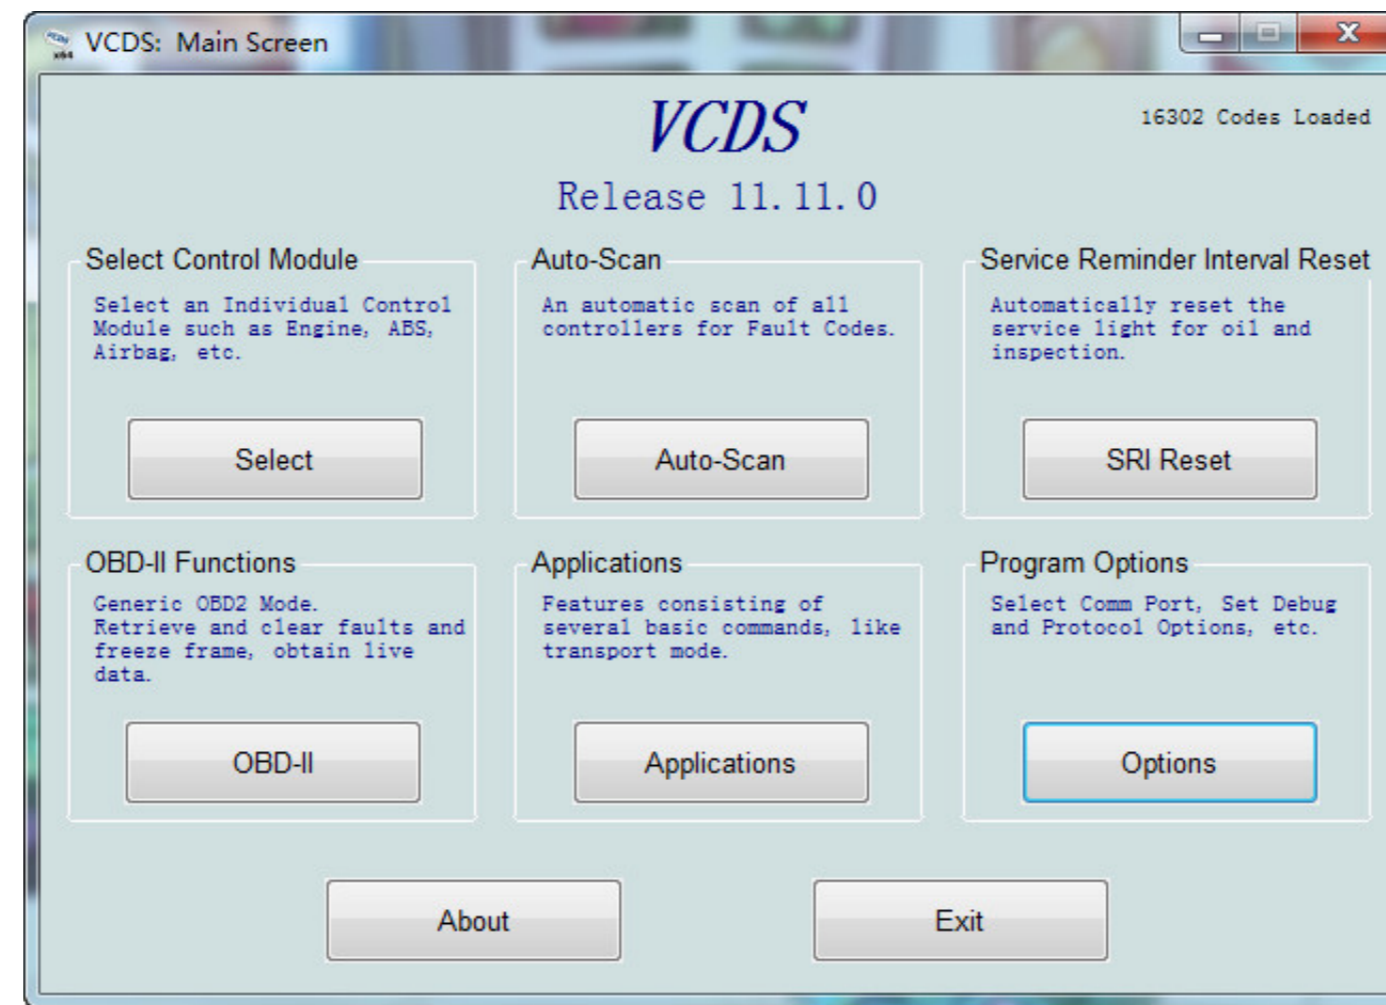 VCDS: Main Screen
VCDS
16302 Codes Loaded
Release 11.11.0
Select Control Module
Select an Individual Control
Module such as Engine, ABS,
Airbag, etc.
Select
Auto-Scan
An automatic scan of all
controllers for Fault Codes.
Auto-Scan
Service Reminder Interval Reset
Automatically reset the
service light for oil and
inspection.
SRI Reset
OBD-II Functions
Generic OBD2 Mode.
Retrieve and clear faults and
freeze frame, obtain live
data.
OBD-II
Applications
Features consisting of
several basic commands, like
transport mode.
Applications
Program Options
Select Comm Port, Set Debug
and Protocol Options, etc.
Options
About
Exit